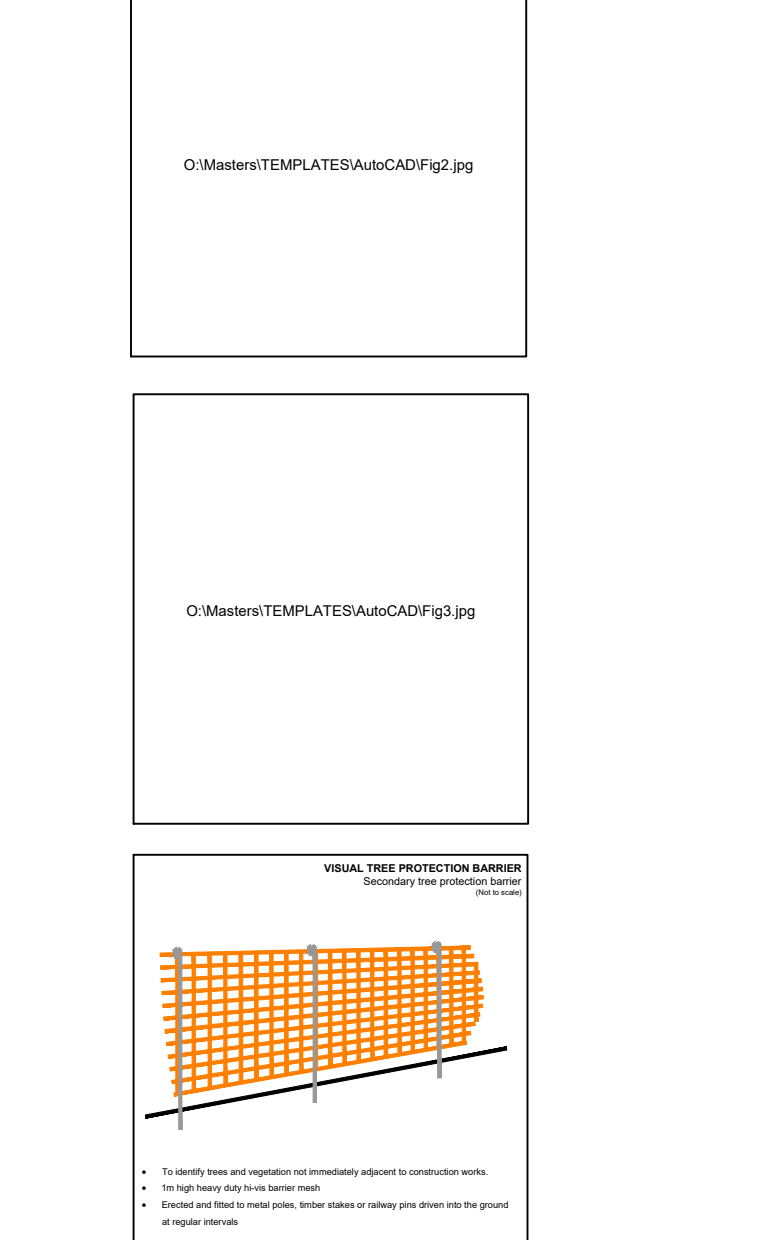 O:\Masters\TEMPLATES\AutoCAD\Fig2.jpg
O:\Masters\TEMPLATES\AutoCAD\Fig3.jpg
VISUAL TREE PROTECTION BARRIER
Secondary tree protection barrier
(Not to scale)
• To identify trees and vegetation not immediately adjacent to construction works.
• 1m high heavy duty hi-vis barrier mesh
• Erected and fitted to metal poles, timber stakes or railway pins driven into the ground
at regular intervals